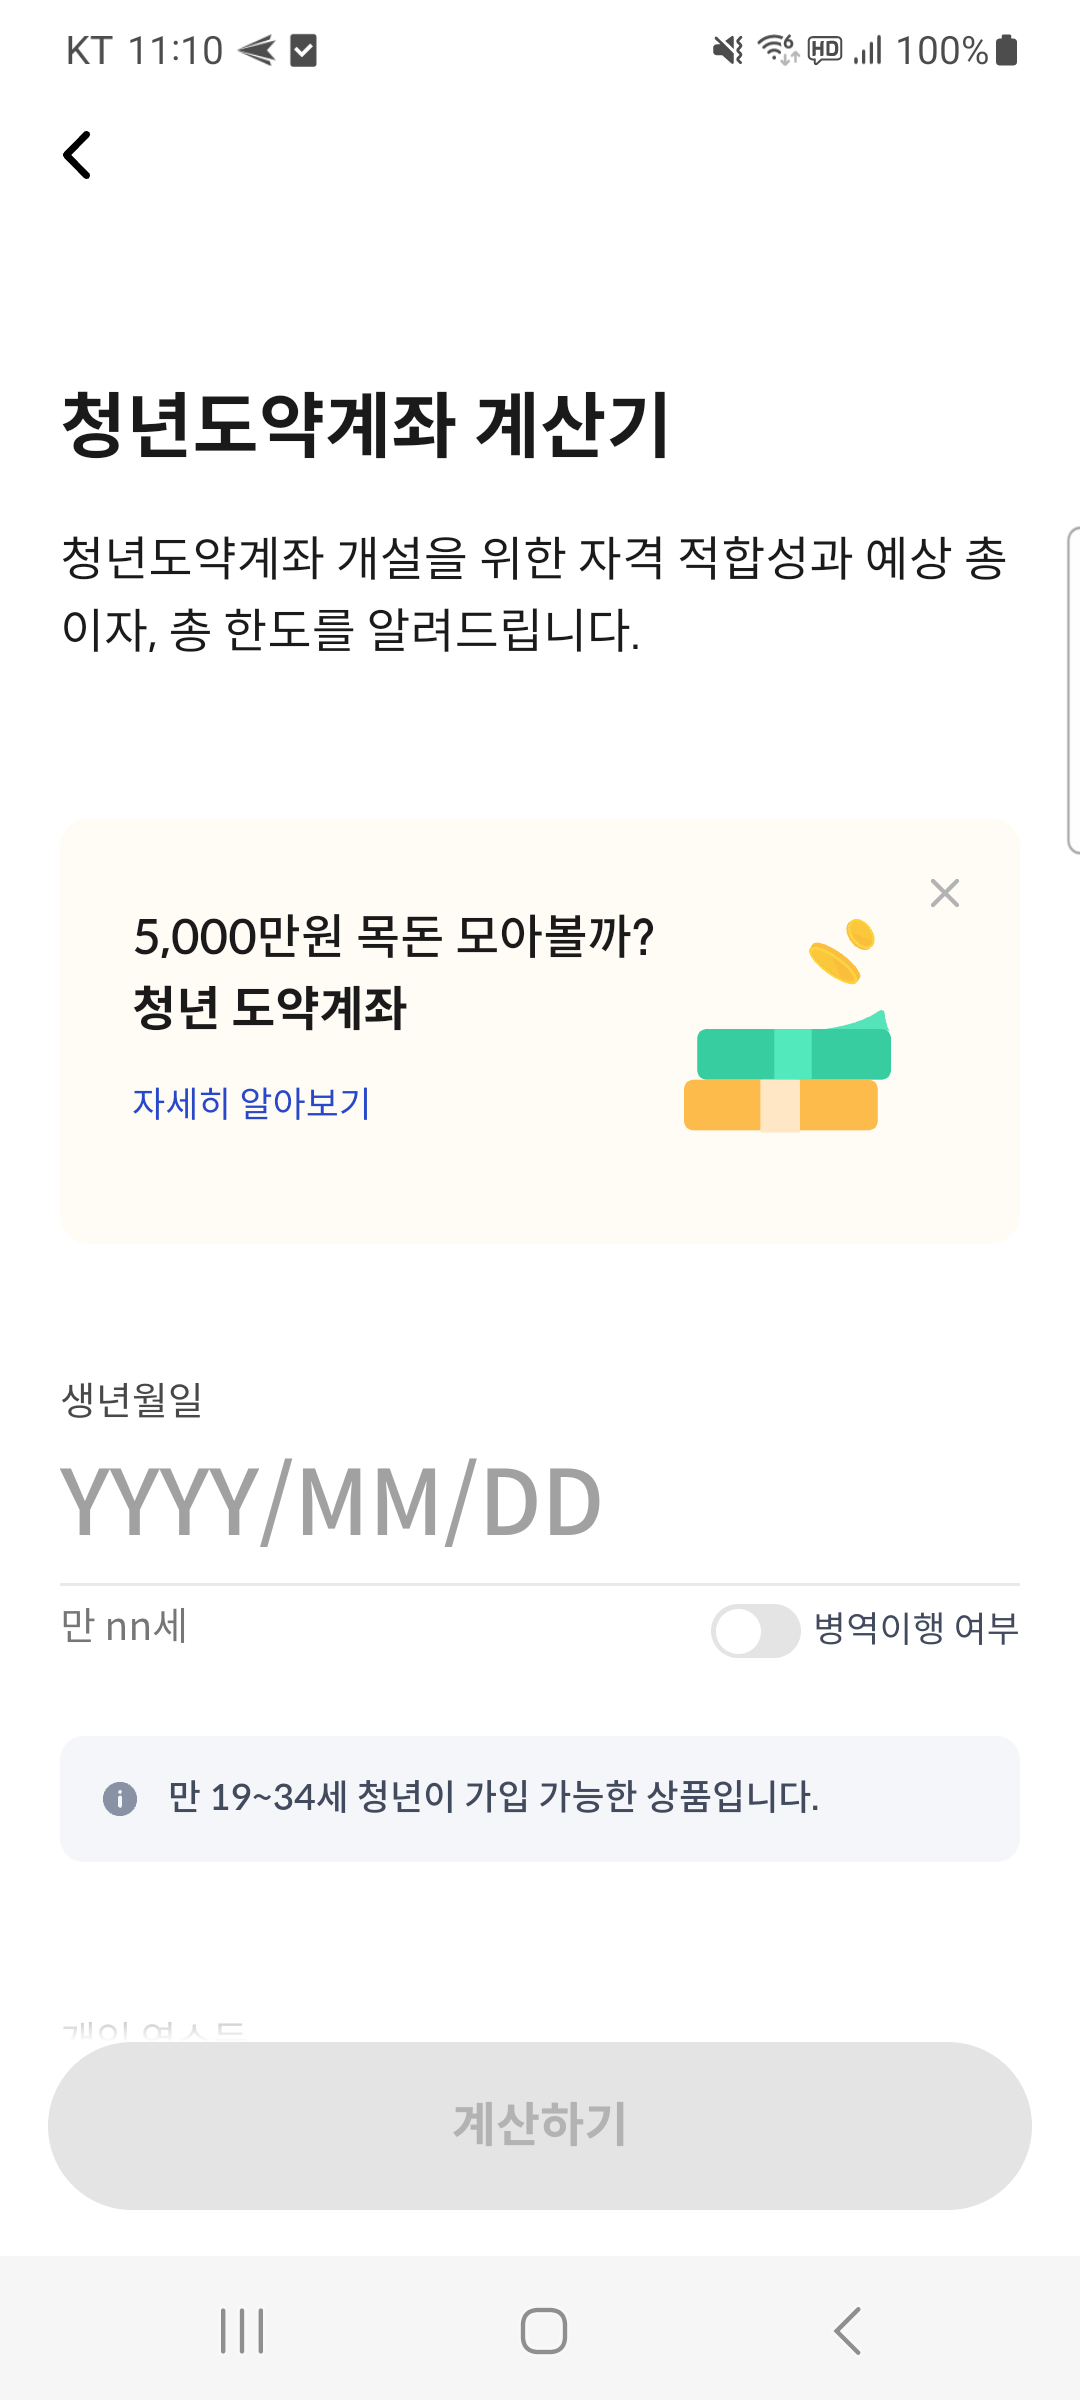 KT 11:10
HD 100%
청년도약계좌 계산기
청년도약계좌 개설을 위한 자격 적합성과 예상 총
이자, 총 한도를 알려드립니다.
5,000만원 목돈 모아볼까?
청년 도약계좌
자세히 알아보기
생년월일
YYYY/MM/DD
만 nn세
병역이행 여부
만 19~34세 청년이 가입 가능한 상품입니다.
계산하기